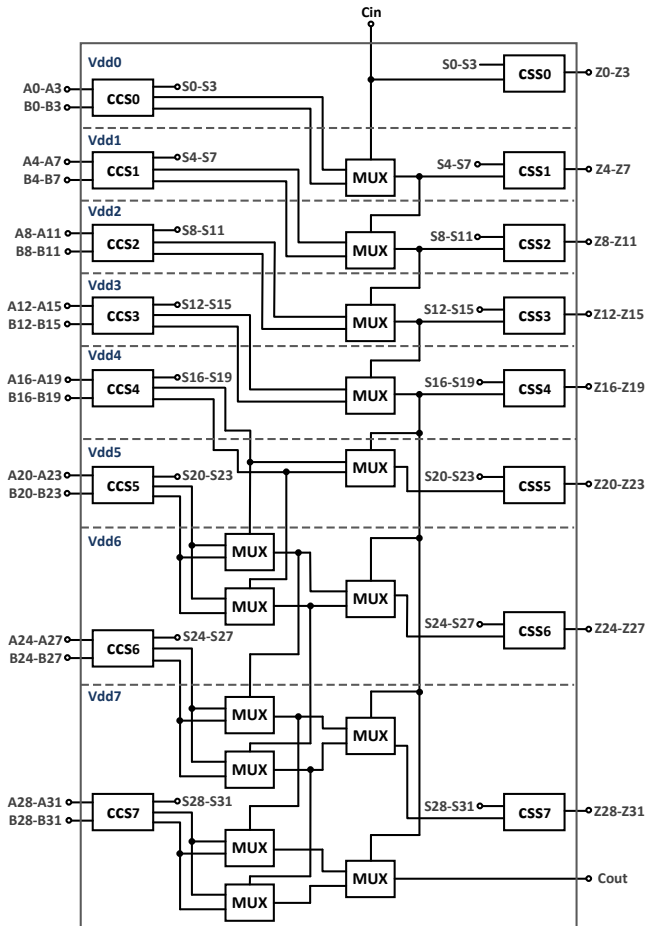 Cin
Vdd0
S0-S3
CSS0
Z0-Z3
A0-A3
B0-B3
CCS0
S0-S3
Vdd1
A4-A7
B4-B7
CCS1
S4-S7
MUX
S4-S7
CSS1
Z4-Z7
Vdd2
A8-A11
B8-B11
CCS2
S8-S11
MUX
S8-S11
CSS2
Z8-Z11
Vdd3
A12-A15
B12-B15
CCS3
S12-S15
MUX
S12-S15
CSS3
Z12-Z15
Vdd4
A16-A19
B16-B19
CCS4
S16-S19
MUX
S16-S19
CSS4
Z16-Z19
Vdd5
A20-A23
B20-B23
CCS5
S20-S23
MUX
S20-S23
CSS5
Z20-Z23
Vdd6
MUX
MUX
MUX
S24-S27
CSS6
Z24-Z27
A24-A27
B24-B27
CCS6
S24-S27
Vdd7
MUX
MUX
MUX
A28-A31
B28-B31
CCS7
S28-S31
S28-S31
CSS7
Z28-Z31
MUX
MUX
MUX
Cout